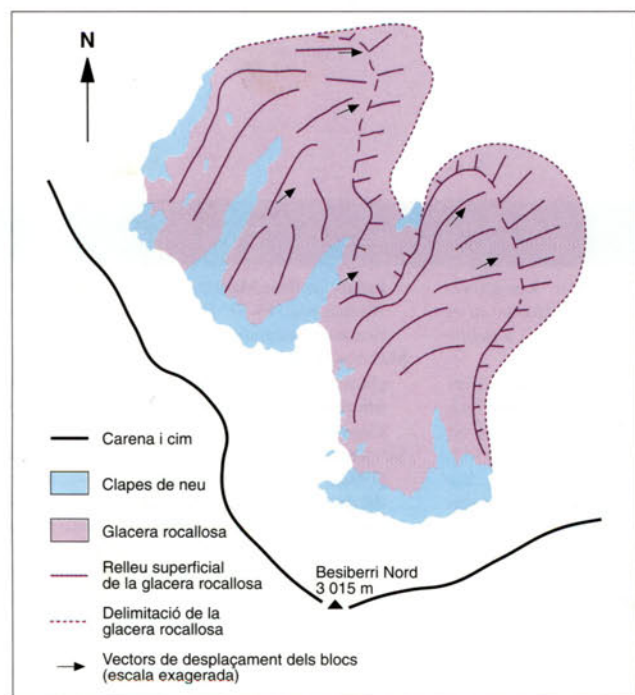 N
Carena i cim
Clapes de neu
Glacera rocallosa
Relleu superficial
de la glacera rocallosa
Delimitació de la
glacera rocallosa
Vectors de desplaçament dels blocs
(escala exagerada)
Besiberri Nord
3 015 m